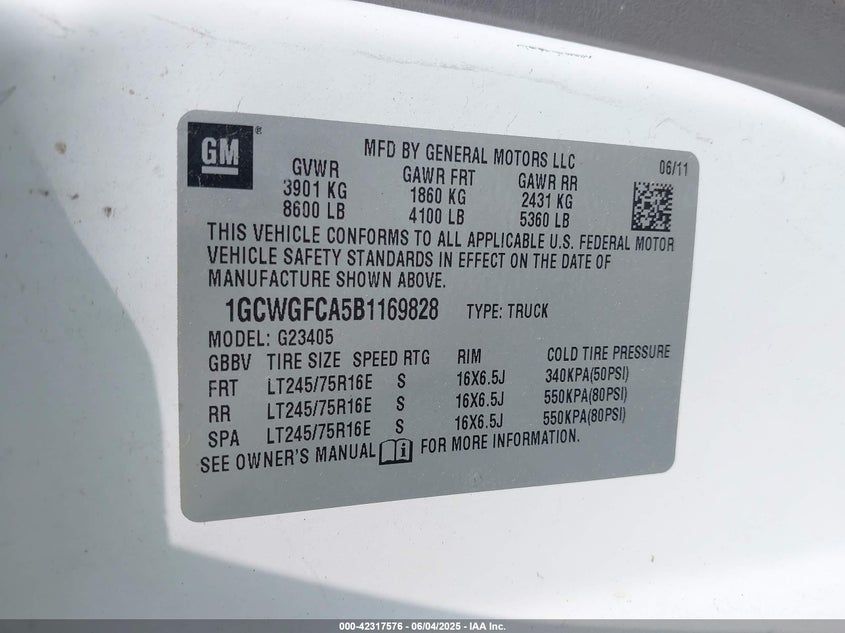 GM®
MFD BY GENERAL MOTORS LLC 06/11
GVWR GAWR FRT GAWR RR
3901 KG 1860 KG 2431 KG
8600 LB 4100 LB 5360 LB
THIS VEHICLE CONFORMS TO ALL APPLICABLE U.S. FEDERAL MOTOR
VEHICLE SAFETY STANDARDS IN EFFECT ON THE DATE OF
MANUFACTURE SHOWN ABOVE.
1GCWGFCA5B1169828 TYPE: TRUCK
MODEL: G23405
GBBV TIRE SIZE SPEED RTG RIM COLD TIRE PRESSURE
FRT LT245/75R16E S 16X6.5J 340KPA(50PSI)
RR LT245/75R16E S 16X6.5J 550KPA(80PSI)
SPA LT245/75R16E S 16X6.5J 550KPA(80PSI)
SEE OWNER'S MANUAL i FOR MORE INFORMATION.
000-42317576 - 06/04/2025 - IAA Inc.